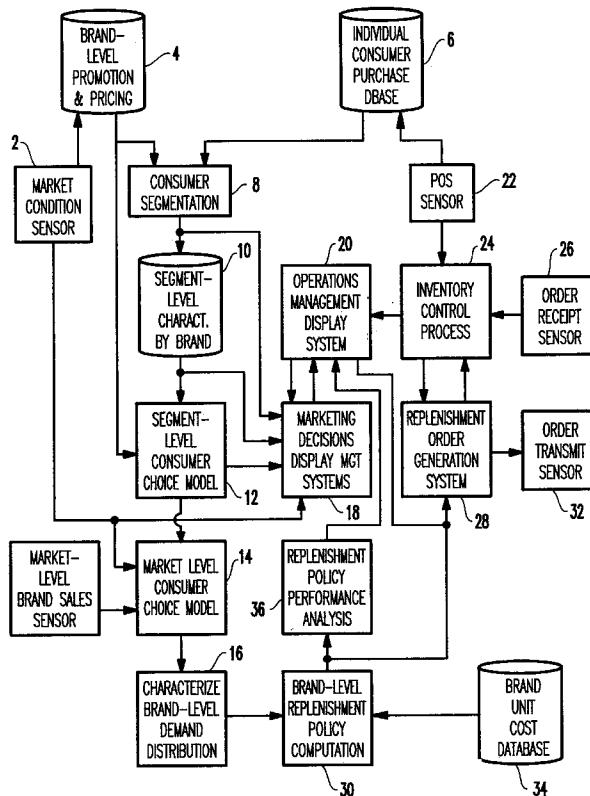 BRAND-
LEVEL
PROMOTION
& PRICING
4
INDIVIDUAL
CONSUMER
PURCHASE
DBASE
6
2
MARKET
CONDITION
SENSOR
CONSUMER
SEGMENTATION
8
POS
SENSOR
22
10
SEGMENT-
LEVEL
CHARACT.
BY BRAND
20
OPERATIONS
MANAGEMENT
DISPLAY
SYSTEM
24
INVENTORY
CONTROL
PROCESS
26
ORDER
RECEIPT
SENSOR
SEGMENT-
LEVEL
CONSUMER
CHOICE MODEL
12
MARKETING
DECISIONS
DISPLAY MGT
SYSTEMS
18
REPLENISHMENT
ORDER
GENERATION
SYSTEM
28
ORDER
TRANSMIT
SENSOR
32
MARKET-
LEVEL
BRAND SALES
SENSOR
14
MARKET LEVEL
CONSUMER
CHOICE MODEL
36
REPLENISHMENT
POLICY
PERFORMANCE
ANALYSIS
16
CHARACTERIZE
BRAND-LEVEL
DEMAND
DISTRIBUTION
BRAND-LEVEL
REPLENISHMENT
POLICY
COMPUTATION
30
BRAND
UNIT
COST
DATABASE
34